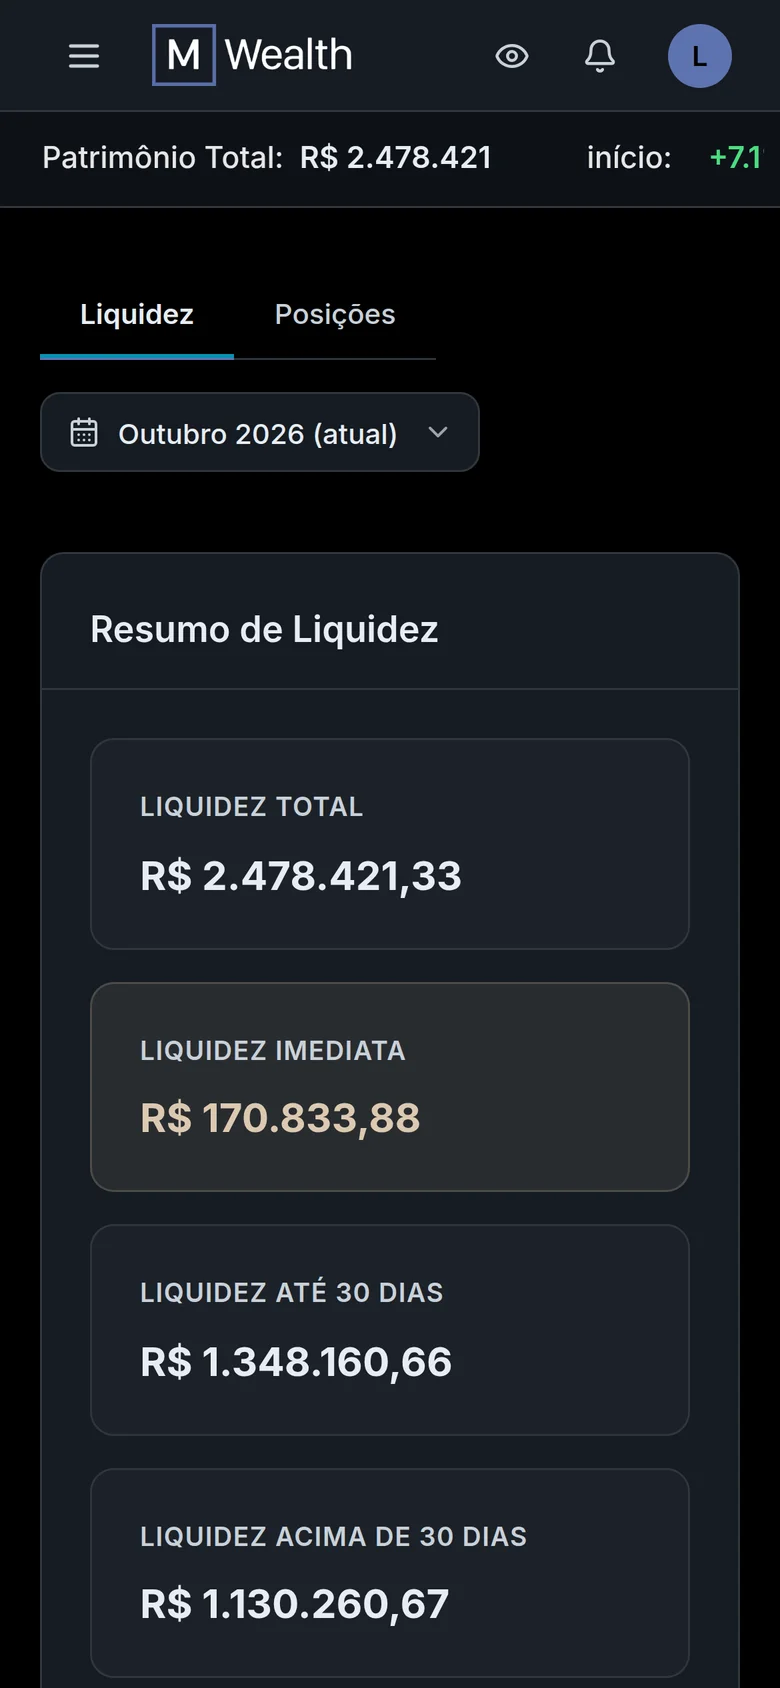 M Wealth
L
Patrimônio Total: R$ 2.478.421 início: +7.1
Liquidez Posições
Outubro 2026 (atual)
Resumo de Liquidez
LIQUIDEZ TOTAL
R$ 2.478.421,33
LIQUIDEZ IMEDIATA
R$ 170.833,88
LIQUIDEZ ATÉ 30 DIAS
R$ 1.348.160,66
LIQUIDEZ ACIMA DE 30 DIAS
R$ 1.130.260,67